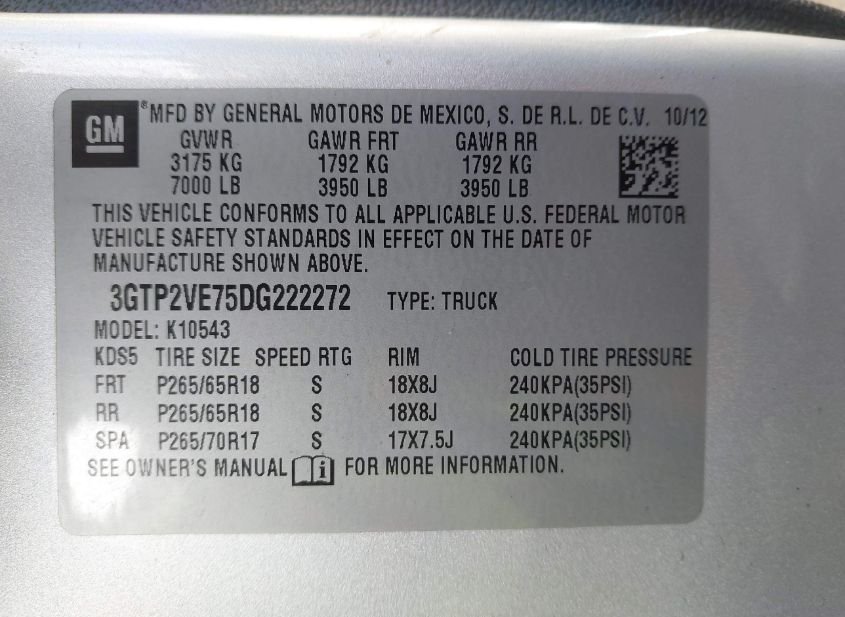 GM ® MFD BY GENERAL MOTORS DE MEXICO, S. DE R.L. DE C.V. 10/12
GVWR GAWR FRT GAWR RR
3175 KG 1792 KG 1792 KG
7000 LB 3950 LB 3950 LB
THIS VEHICLE CONFORMS TO ALL APPLICABLE U.S. FEDERAL MOTOR
VEHICLE SAFETY STANDARDS IN EFFECT ON THE DATE OF
MANUFACTURE SHOWN ABOVE.
3GTP2VE75DG222272 TYPE: TRUCK
MODEL: K10543
KDS5 TIRE SIZE SPEED RTG RIM COLD TIRE PRESSURE
FRT P265/65R18 S 18X8J 240KPA(35PSI)
RR P265/65R18 S 18X8J 240KPA(35PSI)
SPA P265/70R17 S 17X7.5J 240KPA(35PSI)
SEE OWNER'S MANUAL i FOR MORE INFORMATION.